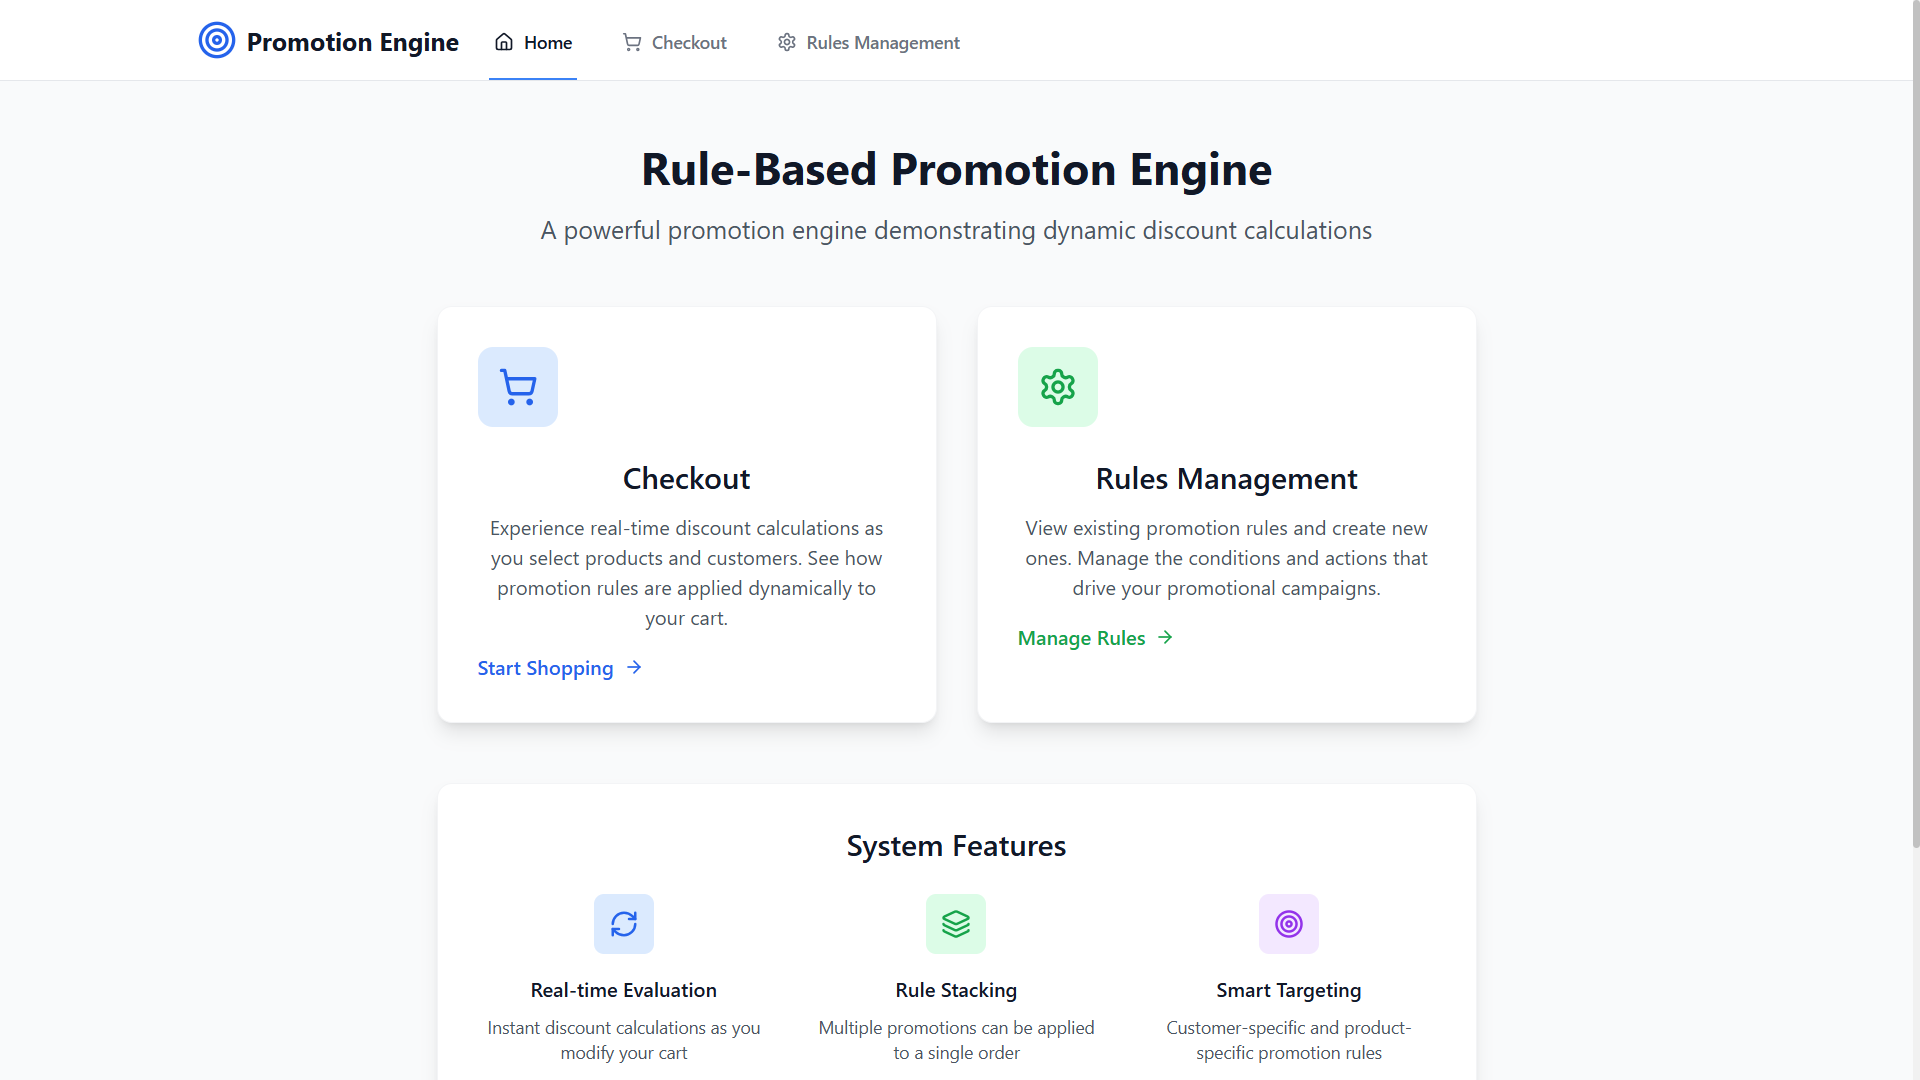 Promotion Engine
Home
Checkout
Rules Management
Rule-Based Promotion Engine
A powerful promotion engine demonstrating dynamic discount calculations
Checkout
Experience real-time discount calculations as
you select products and customers. See how
promotion rules are applied dynamically to
your cart.
Start Shopping
Rules Management
View existing promotion rules and create new
ones. Manage the conditions and actions that
drive your promotional campaigns.
Manage Rules
System Features
Real-time Evaluation
Instant discount calculations as you
modify your cart
Rule Stacking
Multiple promotions can be applied
to a single order
Smart Targeting
Customer-specific and product-
specific promotion rules